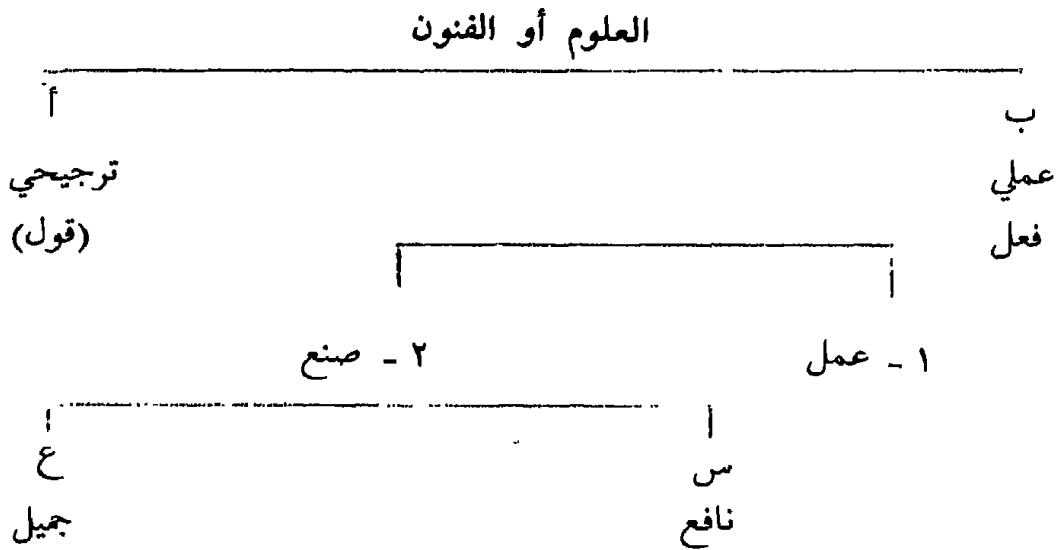 العلوم أو الفنون
ب أ
عملي ترجيحي
فعل (قول)
١ - عمل ٢ - صنع
س ع
نافع جميل